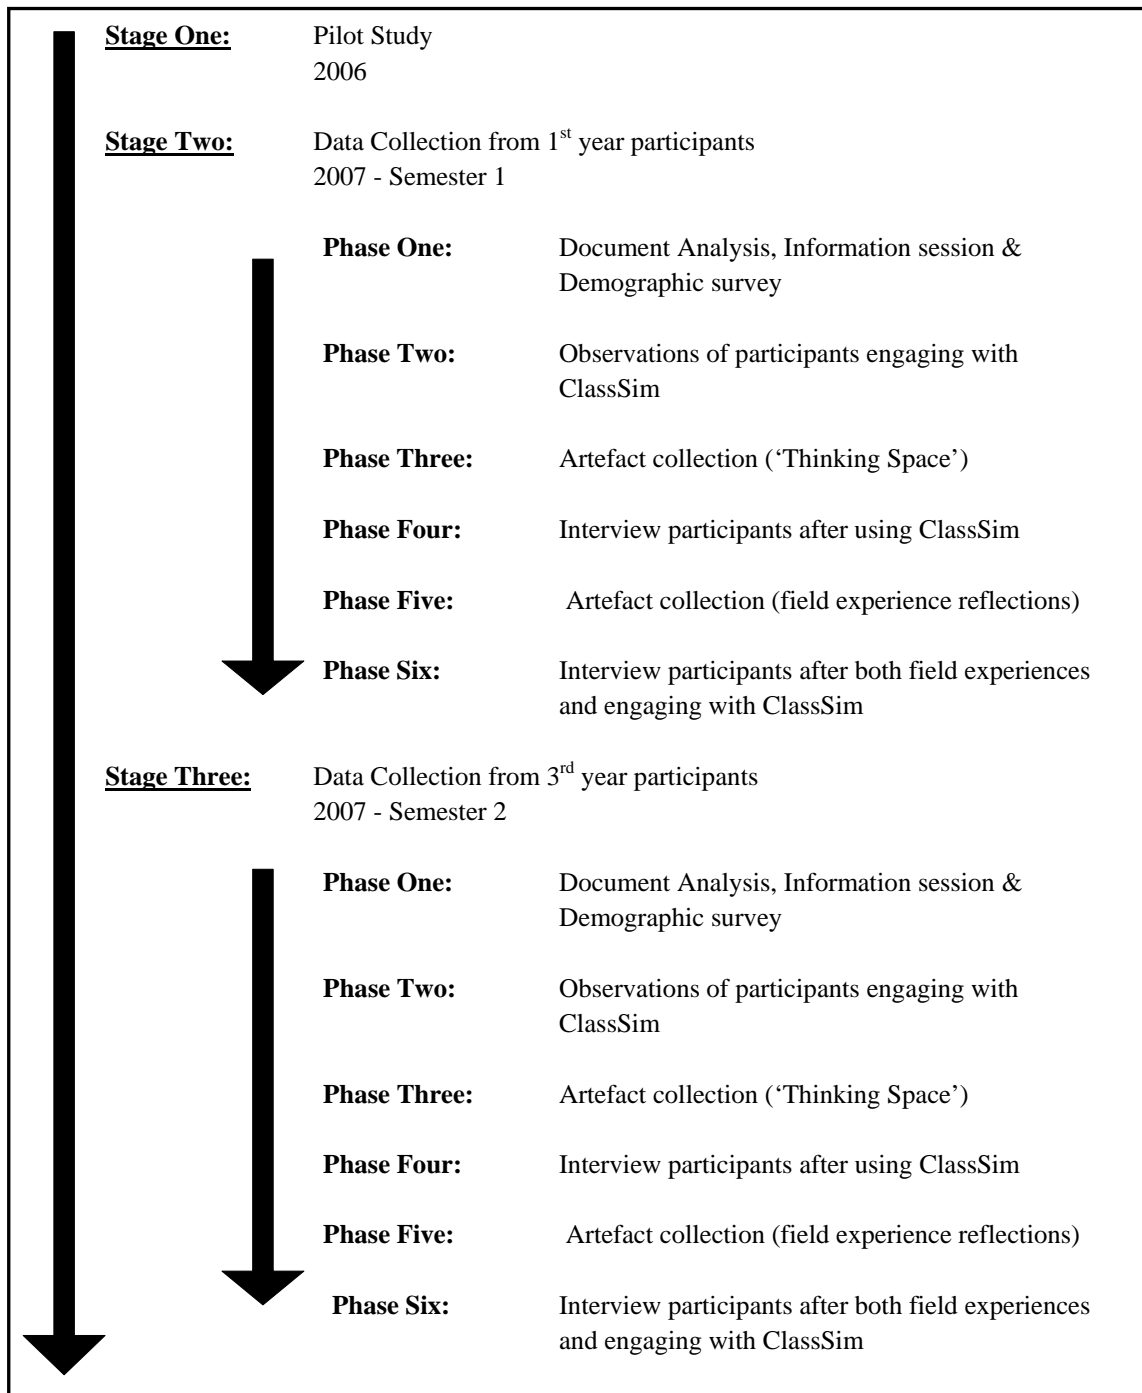 Stage One: Pilot Study
2006
Stage Two: Data Collection from 1st year participants
2007 - Semester 1
Phase One: Document Analysis, Information session &
Demographic survey
Phase Two: Observations of participants engaging with
ClassSim
Phase Three: Artefact collection (‘Thinking Space’)
Phase Four: Interview participants after using ClassSim
Phase Five: Artefact collection (field experience reflections)
Phase Six: Interview participants after both field experiences
and engaging with ClassSim
Stage Three: Data Collection from 3rd year participants
2007 - Semester 2
Phase One: Document Analysis, Information session &
Demographic survey
Phase Two: Observations of participants engaging with
ClassSim
Phase Three: Artefact collection (‘Thinking Space’)
Phase Four: Interview participants after using ClassSim
Phase Five: Artefact collection (field experience reflections)
Phase Six: Interview participants after both field experiences
and engaging with ClassSim